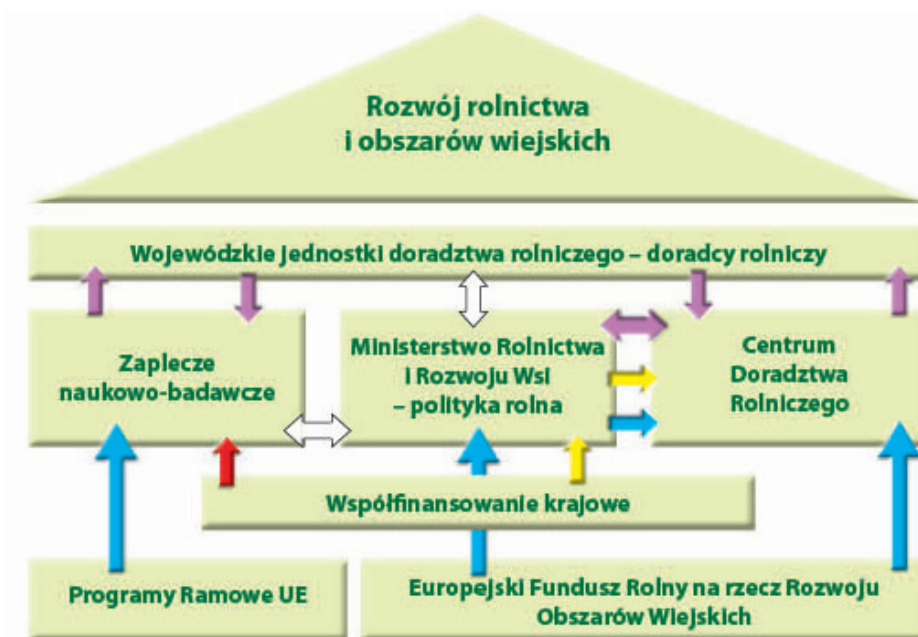 Rozwój rolnictwa
i obszarów wiejskich
Wojewódzkie jednostki doradztwa rolniczego – doradcy rolniczy
Zaplecze
naukowo-badawcze
Ministerstwo Rolnictwa
i Rozwoju Wsi
– polityka rolna
Centrum
Doradztwa
Rolniczego
Współfinansowanie krajowe
Programy Ramowe UE
Europejski Fundusz Rolny na rzecz Rozwoju
Obszarów Wiejskich